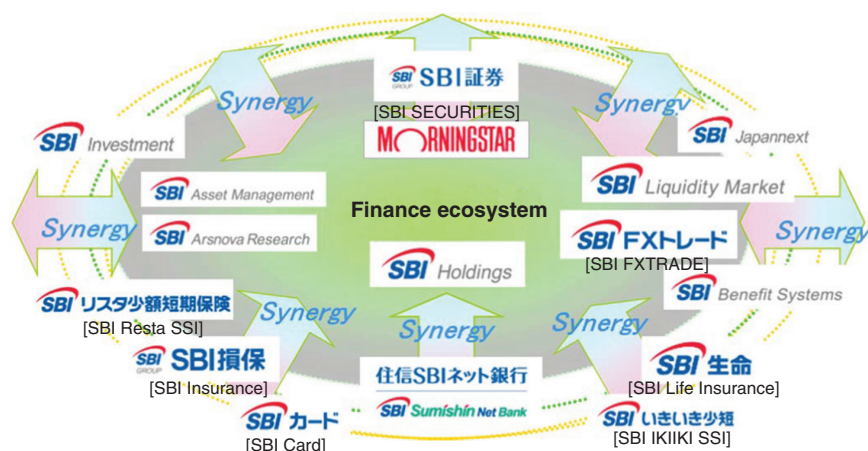 SBI GROUP SBI証券
[SBI SECURITIES]
MORNINGSTAR
Synergy
Synergy
SBI Investment
SBI Japannext
SBI Asset Management
SBI Liquidity Market
Synergy
SBI Arsnova Research
Finance ecosystem
SBI FXトレード
[SBI FXTRADE]
Synergy
SBI Holdings
SBI Benefit Systems
SBI リスタ少額短期保険
[SBI Resta SSI]
Synergy
Synergy
Synergy
SBI GROUP SBI損保
[SBI Insurance]
住信SBIネット銀行
SBI Sumishin Net Bank
SBI 生命
[SBI Life Insurance]
SBI カード
[SBI Card]
SBI いきいき少短
[SBI IKIIKI SSI]